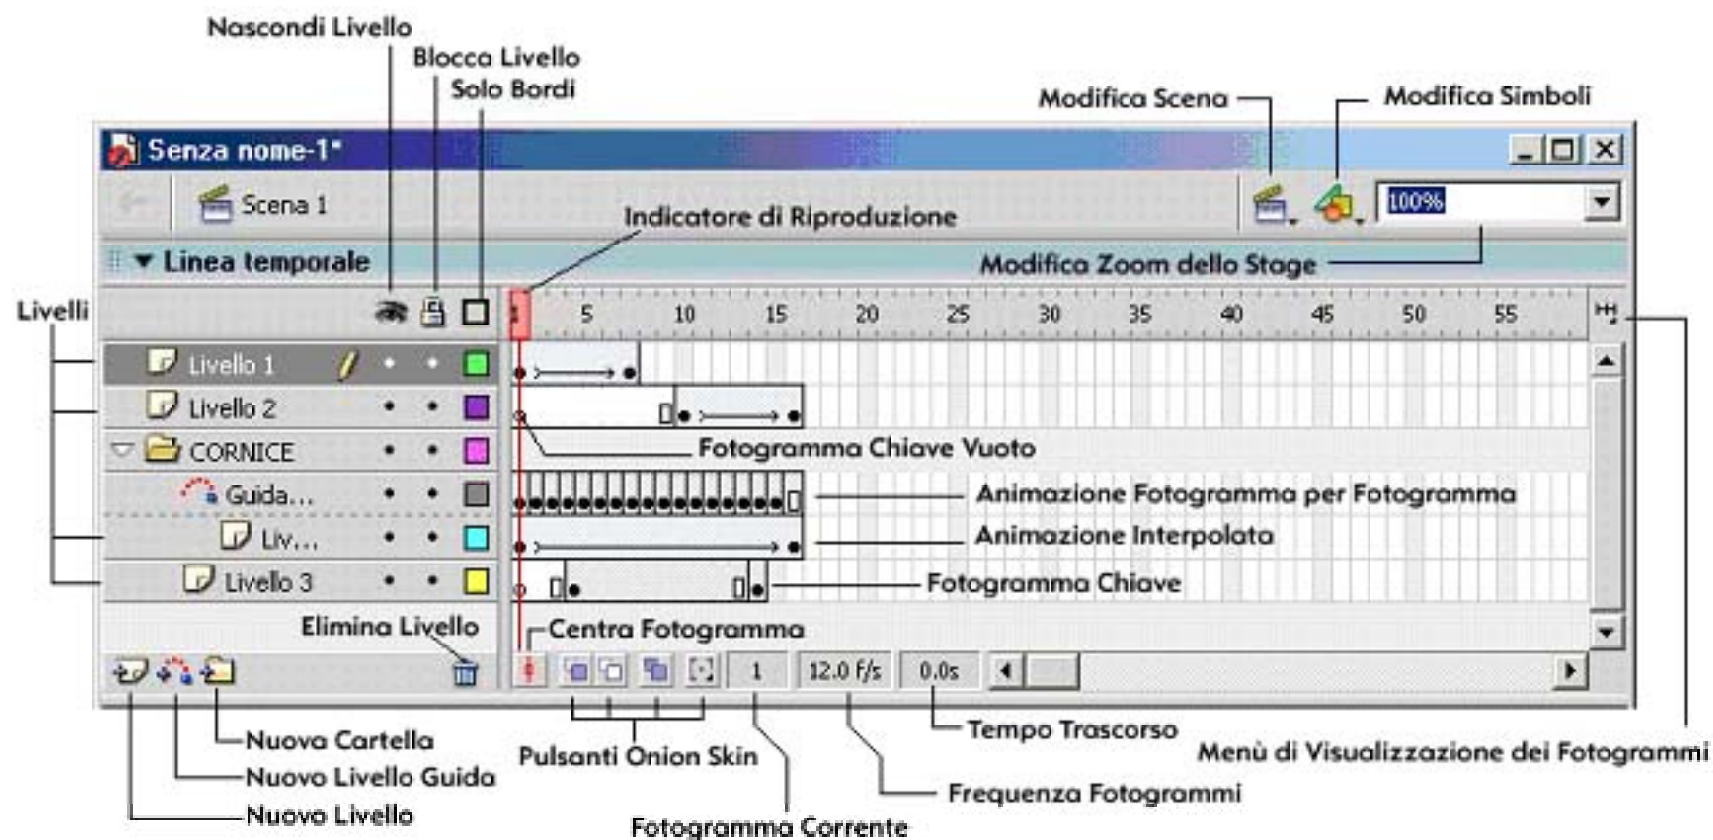 Nascondi Livello
Blocca Livello
Solo Bordi
Modifica Scena
Modifica Simboli
Senza nome-1*
Scena 1
Indicatore di Riproduzione
100%
Linea temporale
Modifica Zoom dello Stage
Livelli
1 5 10 15 20 25 30 35 40 45 50 55
Livello 1
Livello 2
CORNICE
Fotogramma Chiave Vuoto
Guida...
Animazione Fotogramma per Fotogramma
Liv...
Animazione Interpolata
Livello 3
Fotogramma Chiave
Elimina Livello
Centra Fotogramma
1
12.0 f/s
0.0s
Nuova Cartella
Pulsanti Onion Skin
Tempo Trascorso
Menù di Visualizzazione dei Fotogrammi
Nuovo Livello Guida
Frequenza Fotogrammi
Nuovo Livello
Fotogramma Corrente